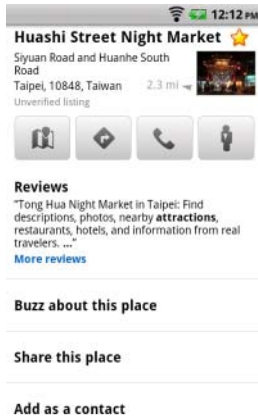 12:12 PM
Huashi Street Night Market
Siyuan Road and Huanhe South
Road
Taipei, 10848, Taiwan
2.3 mi
Unverified listing
Reviews
"Tong Hua Night Market in Taipei: Find
descriptions, photos, nearby attractions,
restaurants, hotels, and information from real
travelers. ..."
More reviews
Buzz about this place
Share this place
Add as a contact